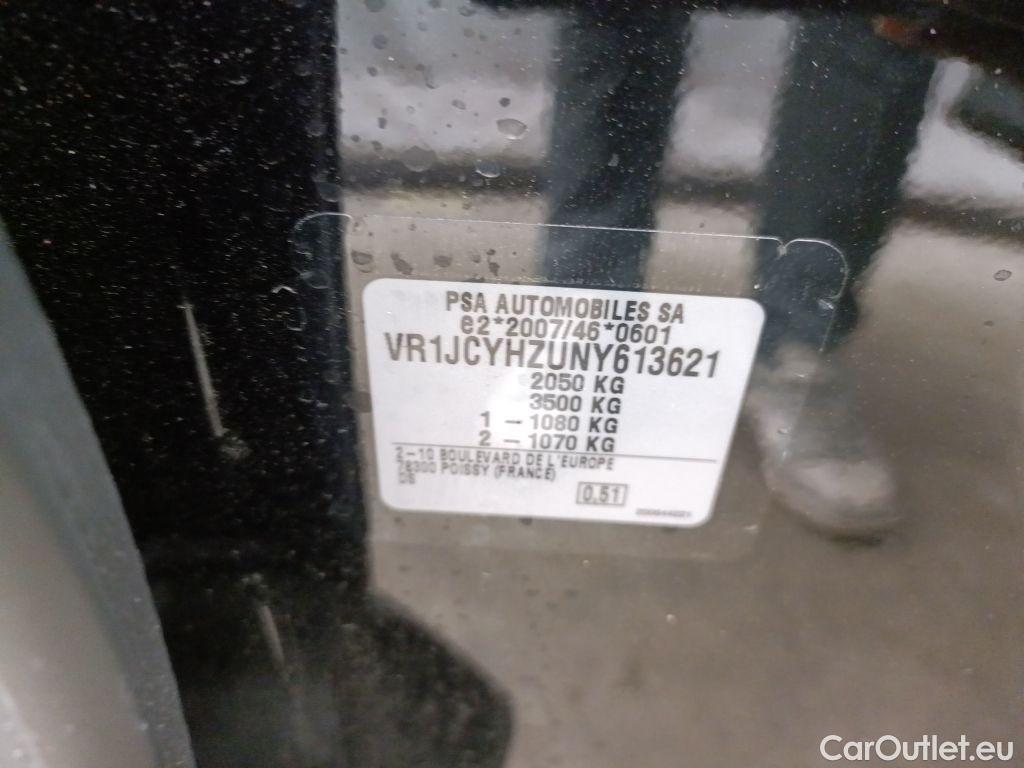 PSA AUTOMOBILES SA
e2*2007/46*0601
VR1JCYHZUNY613621
2050 KG
3500 KG
1 – 1080 KG
2 – 1070 KG
2–10 BOULEVARD DE L'EUROPE
78300 POISSY (FRANCE)
DS
0.51
CarOutlet.eu